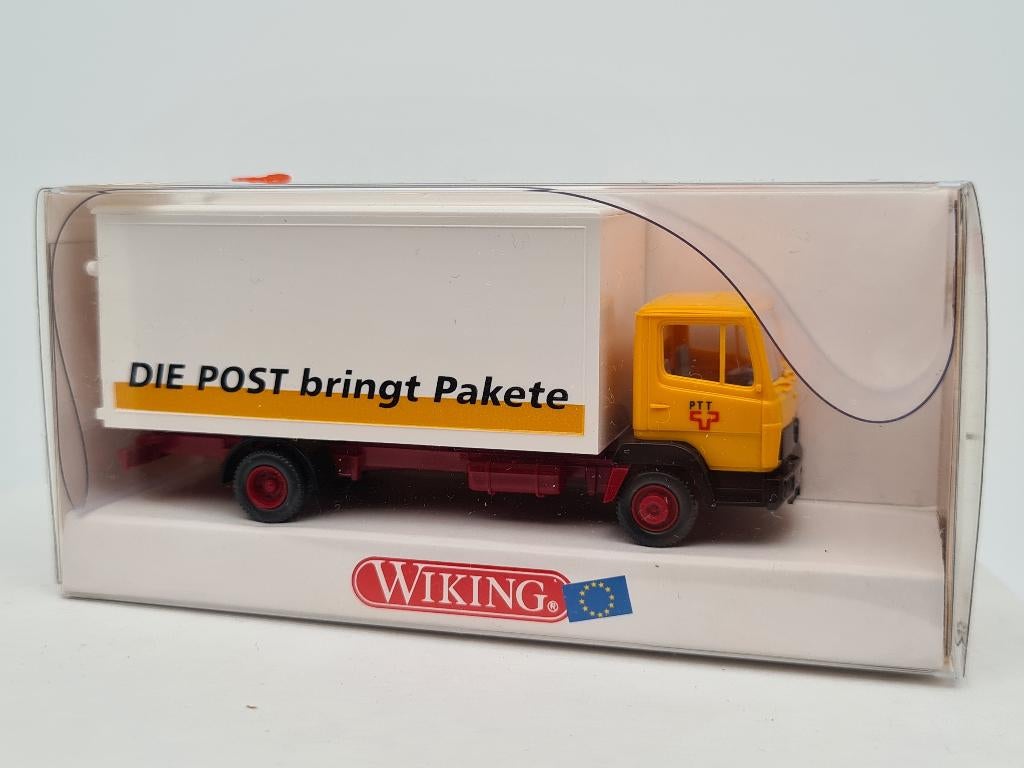 DIE POST bringt Pakete
PTT
WIKING®